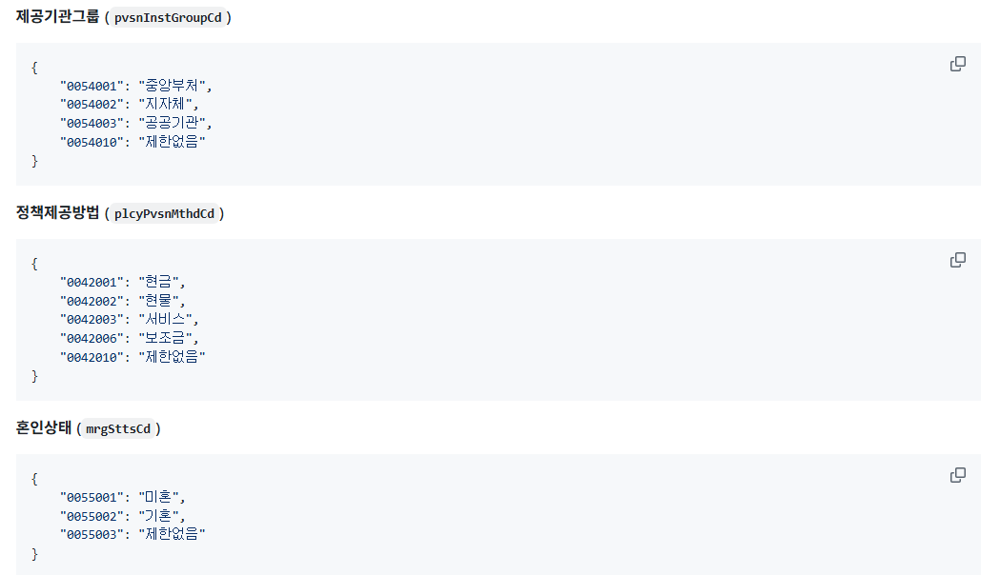 제공기관그룹 ( pvsnInstGroupCd )
{
    "0054001": "중앙부처",
    "0054002": "지자체",
    "0054003": "공공기관",
    "0054010": "제한없음"
}
정책제공방법 ( plcyPvsnMthdCd )
{
    "0042001": "현금",
    "0042002": "현물",
    "0042003": "서비스",
    "0042006": "보조금",
    "0042010": "제한없음"
}
혼인상태 ( mrgSttsCd )
{
    "0055001": "미혼",
    "0055002": "기혼",
    "0055003": "제한없음"
}